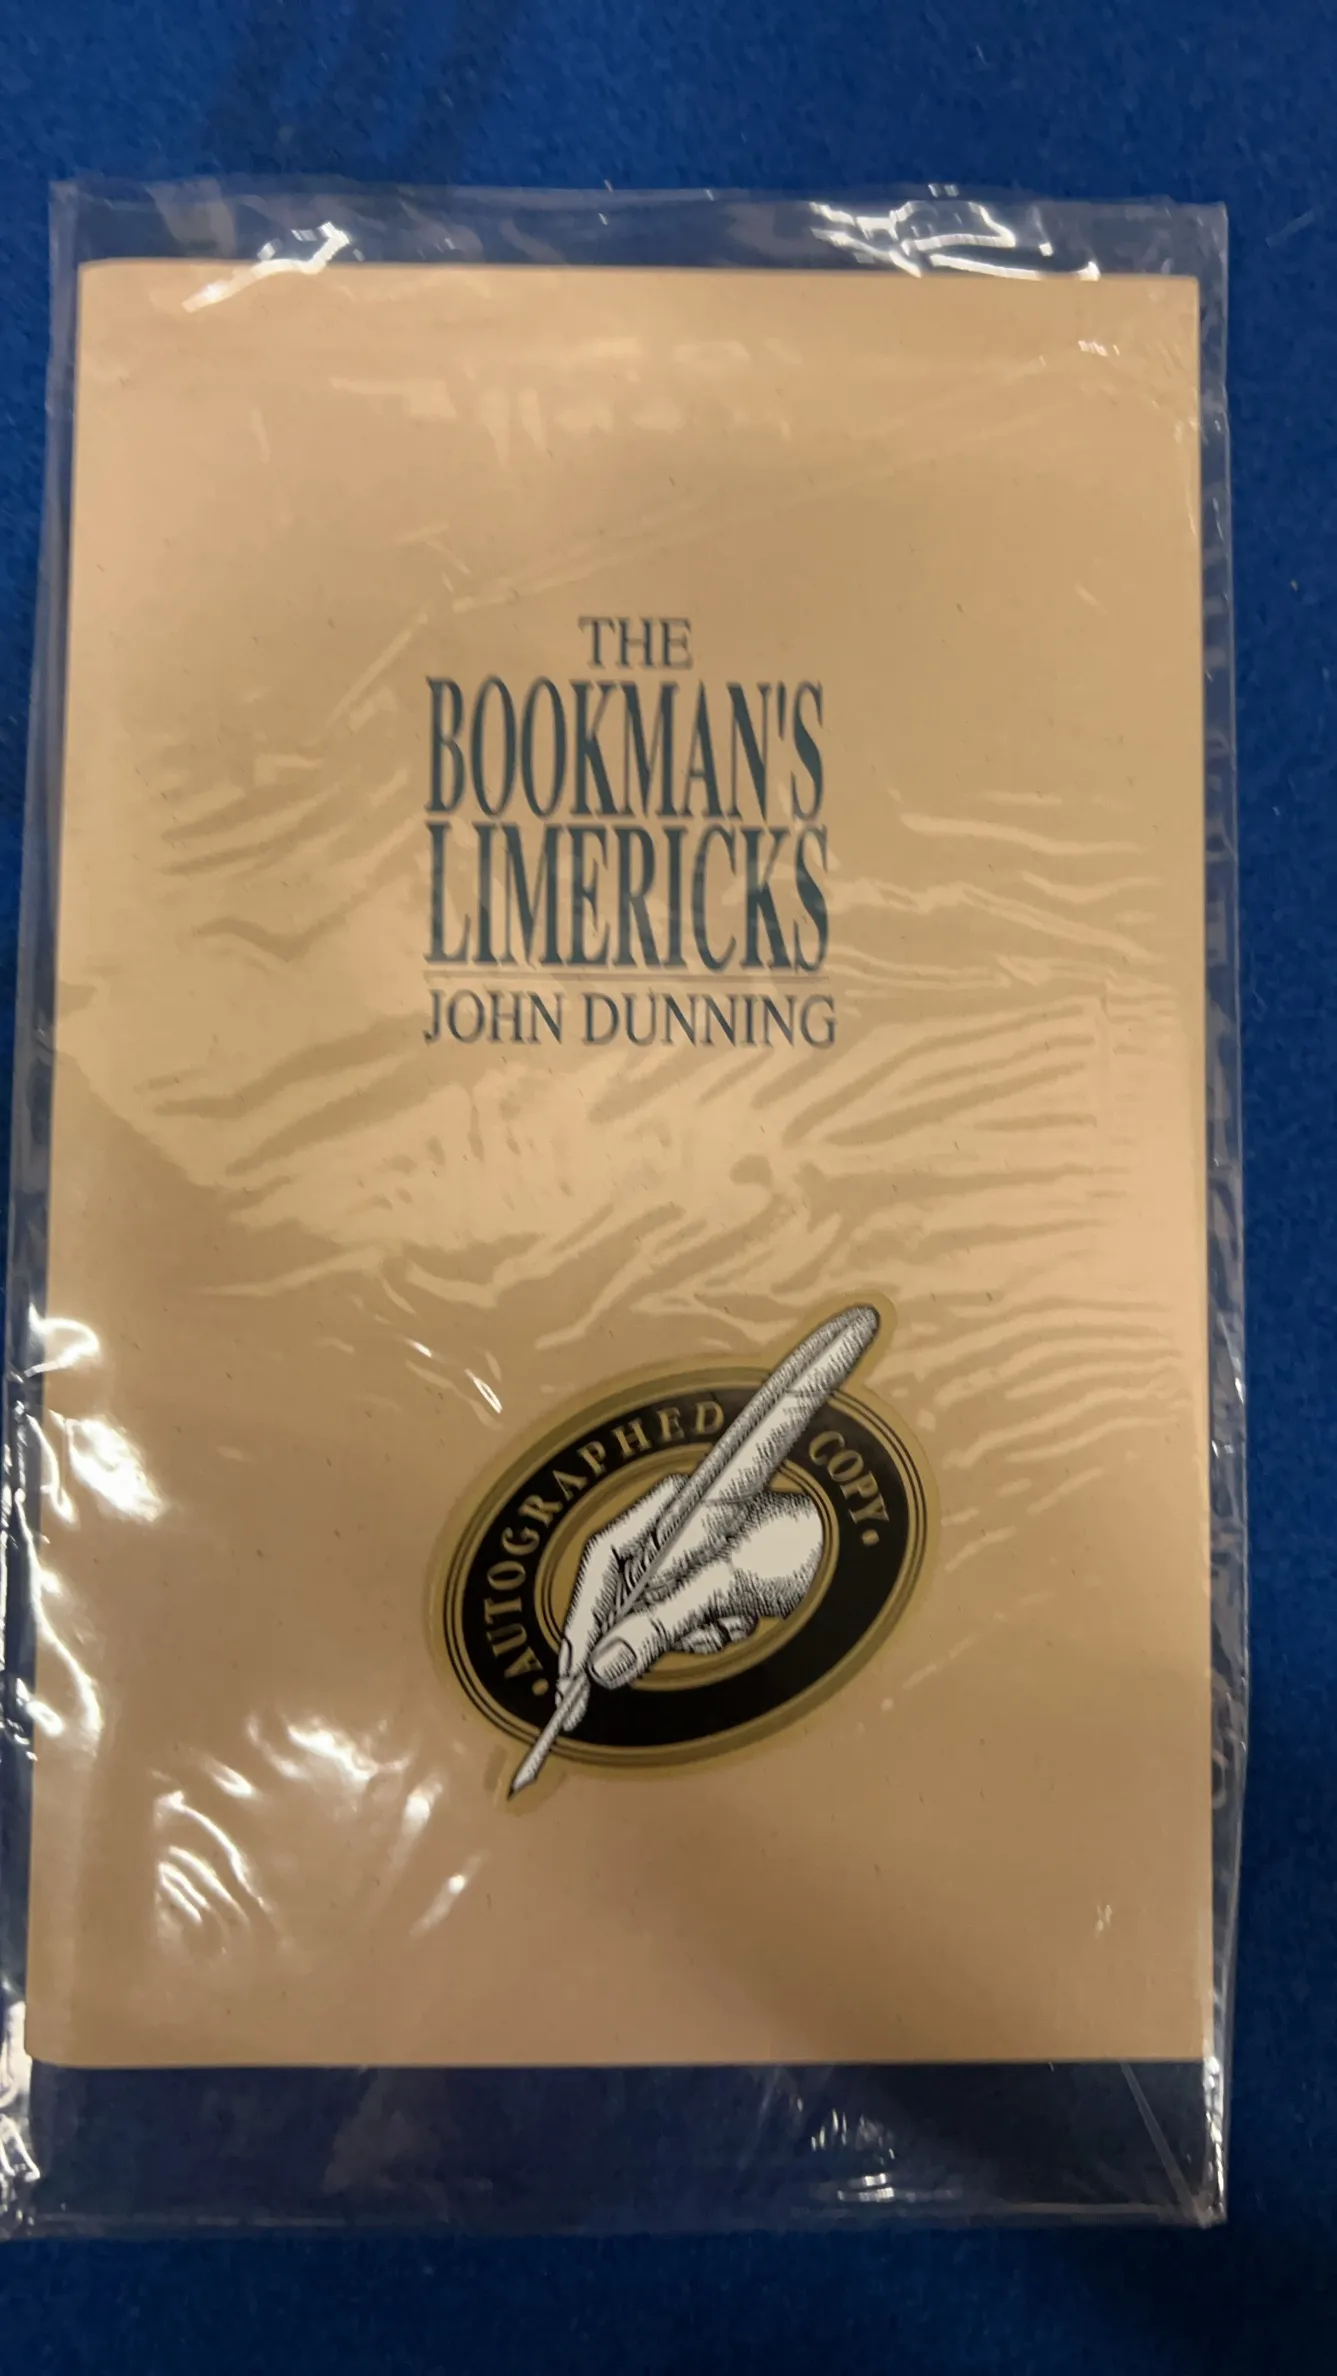 THE
BOOKMAN'S
LIMERICKS
JOHN DUNNING
• AUTOGRAPHED COPY •